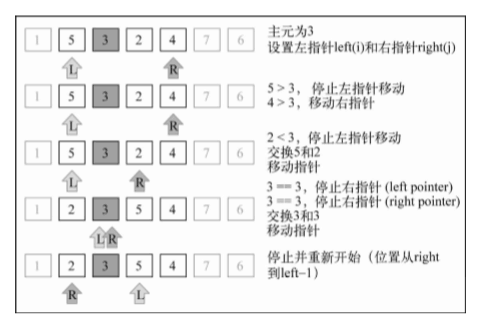 1 5 3 2 4 7 6
主元为3
设置左指针left(i)和右指针right(j)
L R
1 5 3 2 4 7 6
5 > 3, 停止左指针移动
4 > 3, 移动右指针
L R
1 5 3 2 4 7 6
2 < 3, 停止左指针移动
交换5和2
移动指针
L R
1 2 3 5 4 7 6
3 == 3, 停止右指针 (left pointer)
3 == 3, 停止右指针 (right pointer)
交换3和3
移动指针
L R
1 2 3 5 4 7 6
停止并重新开始（位置从right
到left-1）
R L